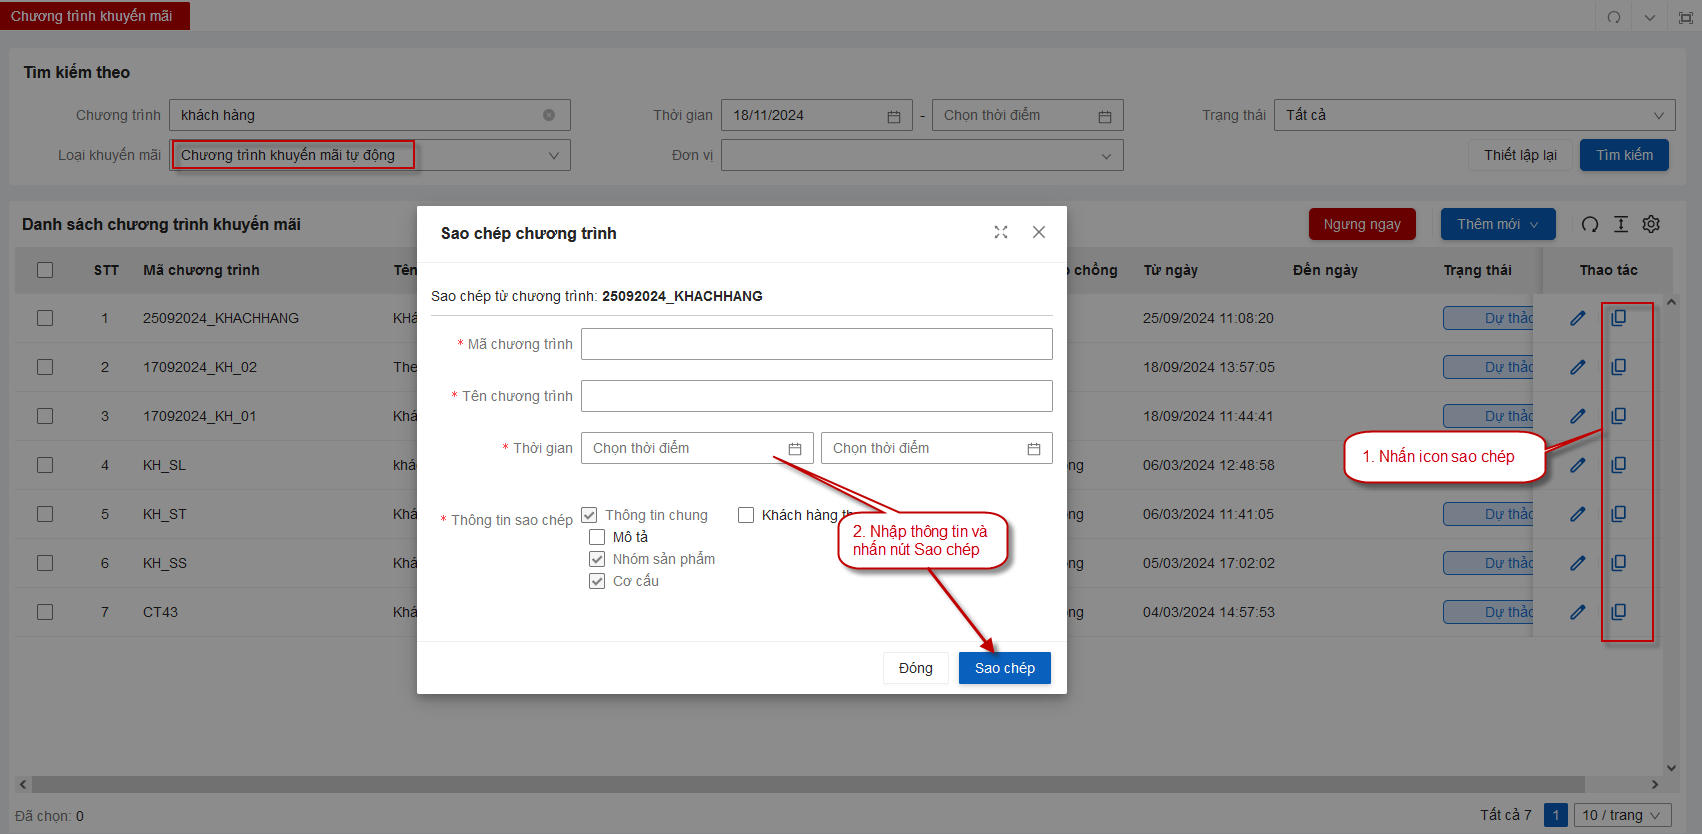 Chương trình khuyến mãi
Tìm kiếm theo
Chương trình khách hàng Thời gian 18/11/2024 - Chọn thời điểm Trạng thái Tất cả
Loại khuyến mãi Chương trình khuyến mãi tự động Đơn vị Thiết lập lại Tìm kiếm
Danh sách chương trình khuyến mãi Ngưng ngay Thêm mới
STT Mã chương trình Tên chồng Từ ngày Đến ngày Trạng thái Thao tác
1 25092024_KHACHHANG KHá 25/09/2024 11:08:20 Dự thảo
2 17092024_KH_02 The 18/09/2024 13:57:05 Dự thảo
3 17092024_KH_01 Khá 18/09/2024 11:44:41 Dự thảo
4 KH_SL khá ng 06/03/2024 12:48:58
5 KH_ST Khá ng 06/03/2024 11:41:05 Dự thảo
6 KH_SS Khá ng 05/03/2024 17:02:02 Dự thảo
7 CT43 Khá ng 04/03/2024 14:57:53 Dự thảo
Sao chép chương trình
Sao chép từ chương trình: 25092024_KHACHHANG
* Mã chương trình
* Tên chương trình
* Thời gian Chọn thời điểm Chọn thời điểm
* Thông tin sao chép Thông tin chung Khách hàng th
Mô tả
Nhóm sản phẩm
Cơ cấu
Đóng Sao chép
1. Nhấn icon sao chép
2. Nhập thông tin và
nhấn nút Sao chép
Đã chọn: 0 Tất cả 7 1 10 / trang